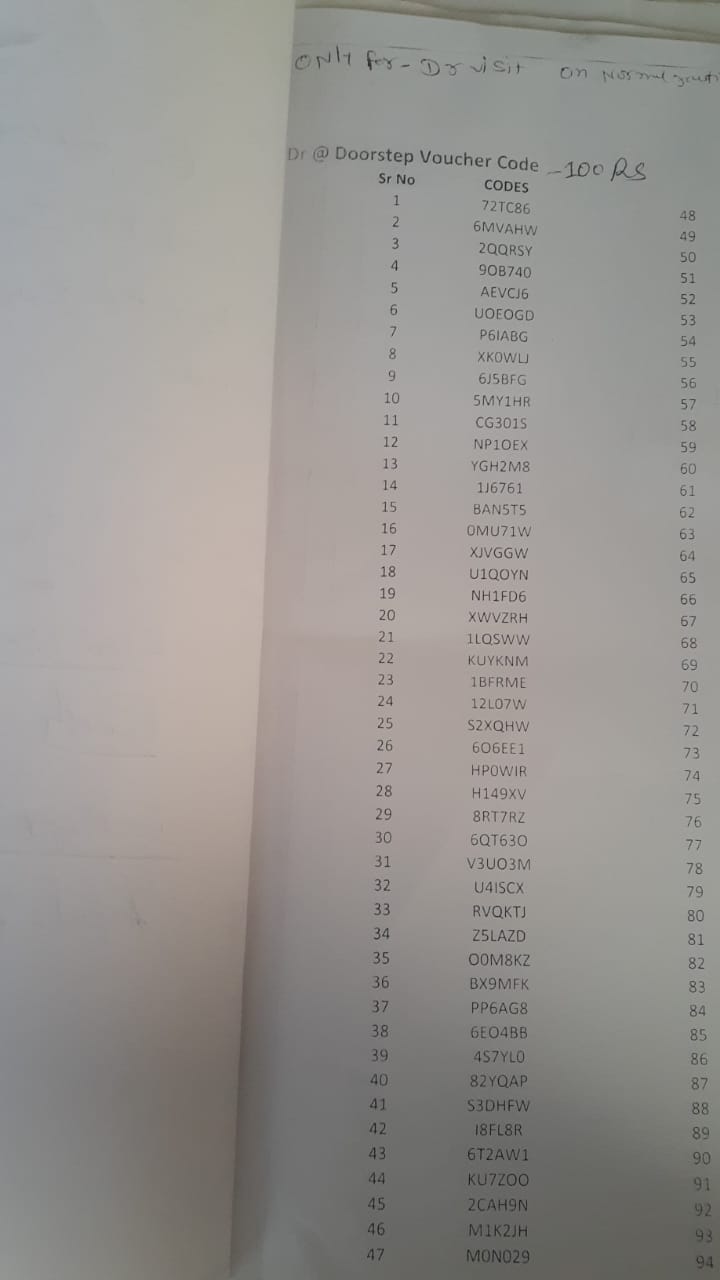 ONly for - Dr visit on Normal
Dr @ Doorstep Voucher Code - 100 RS
Sr No CODES
1 72TC86 48
2 6MVAHW 49
3 2QQRSY 50
4 9OB740 51
5 AEVCJ6 52
6 UOEOGD 53
7 P6IABG 54
8 XKOWLJ 55
9 6J5BFG 56
10 5MY1HR 57
11 CG301S 58
12 NP1OEX 59
13 YGH2M8 60
14 1J6761 61
15 BAN5T5 62
16 0MU71W 63
17 XJVGGW 64
18 U1QOYN 65
19 NH1FD6 66
20 XWVZRH 67
21 1LQSWW 68
22 KUYKNM 69
23 1BFRME 70
24 12L07W 71
25 S2XQHW 72
26 6O6EE1 73
27 HP0WIR 74
28 H149XV 75
29 8RT7RZ 76
30 6QT63O 77
31 V3UO3M 78
32 U4ISCX 79
33 RVQKTJ 80
34 Z5LAZD 81
35 O0M8KZ 82
36 BX9MFK 83
37 PP6AG8 84
38 6EO4BB 85
39 4S7YL0 86
40 82YQAP 87
41 S3DHFW 88
42 I8FL8R 89
43 6T2AW1 90
44 KU7ZOO 91
45 2CAH9N 92
46 M1K2JH 93
47 M0N029 94